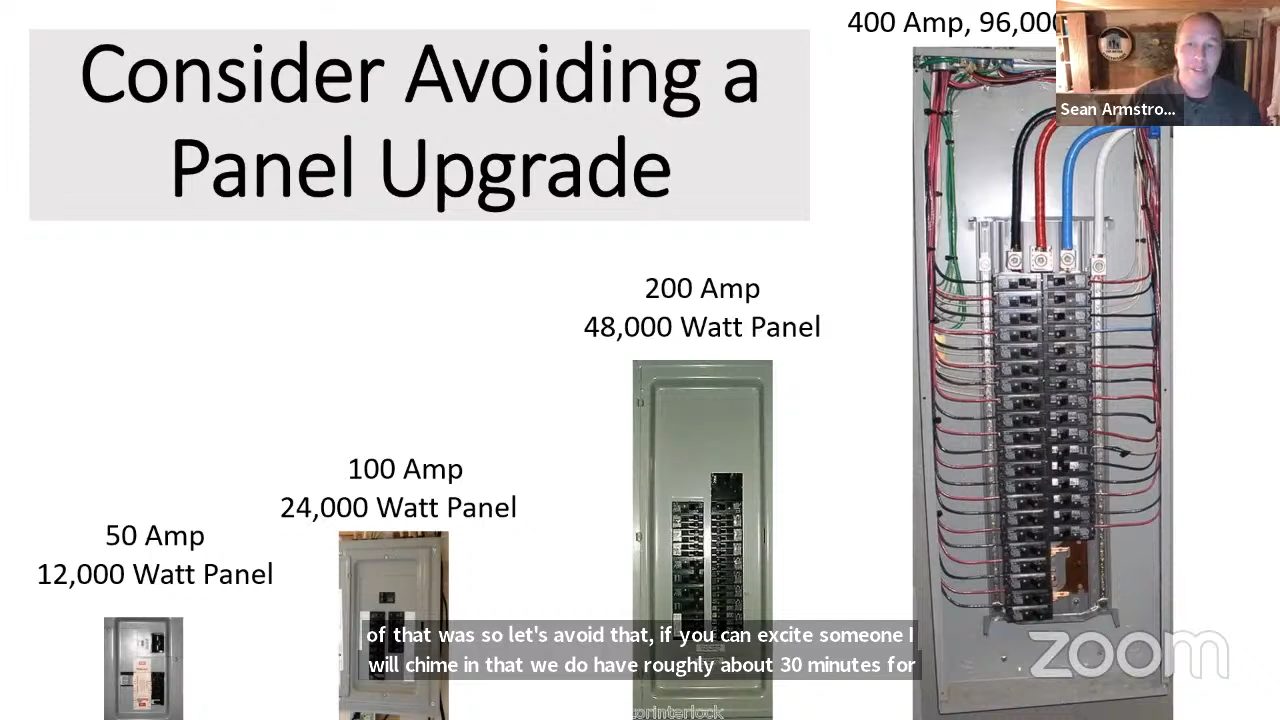 Consider Avoiding a
Panel Upgrade
400 Amp, 96,000
Sean Armstro...
200 Amp
48,000 Watt Panel
100 Amp
24,000 Watt Panel
50 Amp
12,000 Watt Panel
of that was so let's avoid that, if you can excite someone I
will chime in that we do have roughly about 30 minutes for
zoom